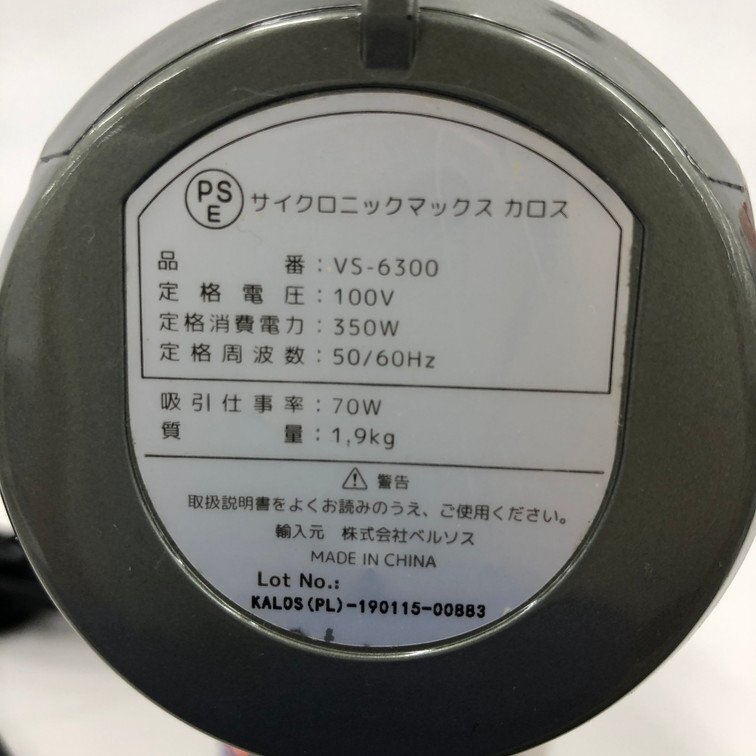 PS
E
サイクロニックマックス カロス
品番：VS-6300
定格電圧：100V
定格消費電力：350W
定格周波数：50/60Hz
吸引仕事率：70W
質量：1,9kg
警告
取扱説明書をよくお読みのうえ、ご使用ください。
輸入元 株式会社ベルソス
MADE IN CHINA
Lot No.:
KALOS(PL)-190115-00883